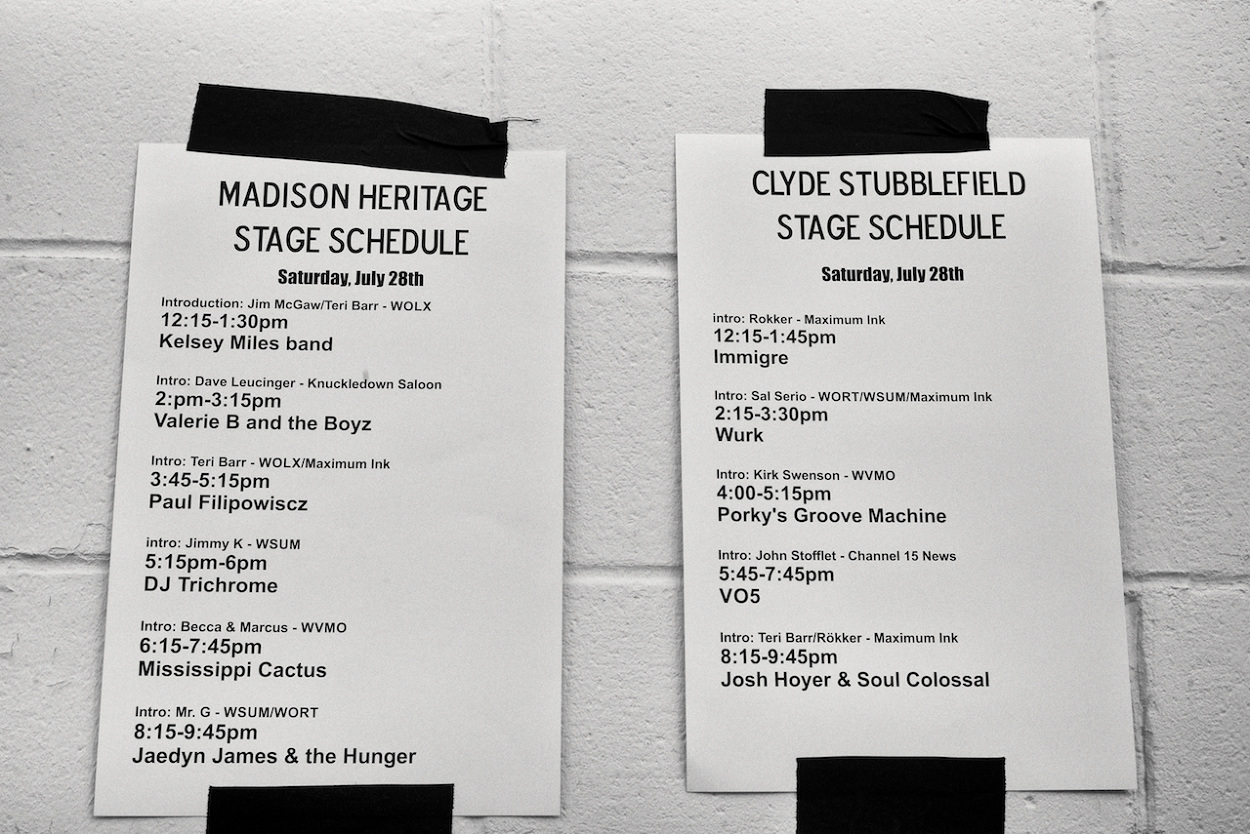 MADISON HERITAGE
STAGE SCHEDULE
Saturday, July 28th
Introduction: Jim McGaw/Teri Barr - WOLX
12:15-1:30pm
Kelsey Miles band
Intro: Dave Leucinger - Knuckledown Saloon
2:pm-3:15pm
Valerie B and the Boyz
Intro: Teri Barr - WOLX/Maximum Ink
3:45-5:15pm
Paul Filipowiscz
intro: Jimmy K - WSUM
5:15pm-6pm
DJ Trichrome
Intro: Becca & Marcus - WVMO
6:15-7:45pm
Mississippi Cactus
Intro: Mr. G - WSUM/WORT
8:15-9:45pm
Jaedyn James & the Hunger
CLYDE STUBBLEFIELD
STAGE SCHEDULE
Saturday, July 28th
intro: Rokker - Maximum Ink
12:15-1:45pm
Immigre
Intro: Sal Serio - WORT/WSUM/Maximum Ink
2:15-3:30pm
Wurk
Intro: Kirk Swenson - WVMO
4:00-5:15pm
Porky's Groove Machine
Intro: John Stofflet - Channel 15 News
5:45-7:45pm
VO5
Intro: Teri Barr/Rökker - Maximum Ink
8:15-9:45pm
Josh Hoyer & Soul Colossal